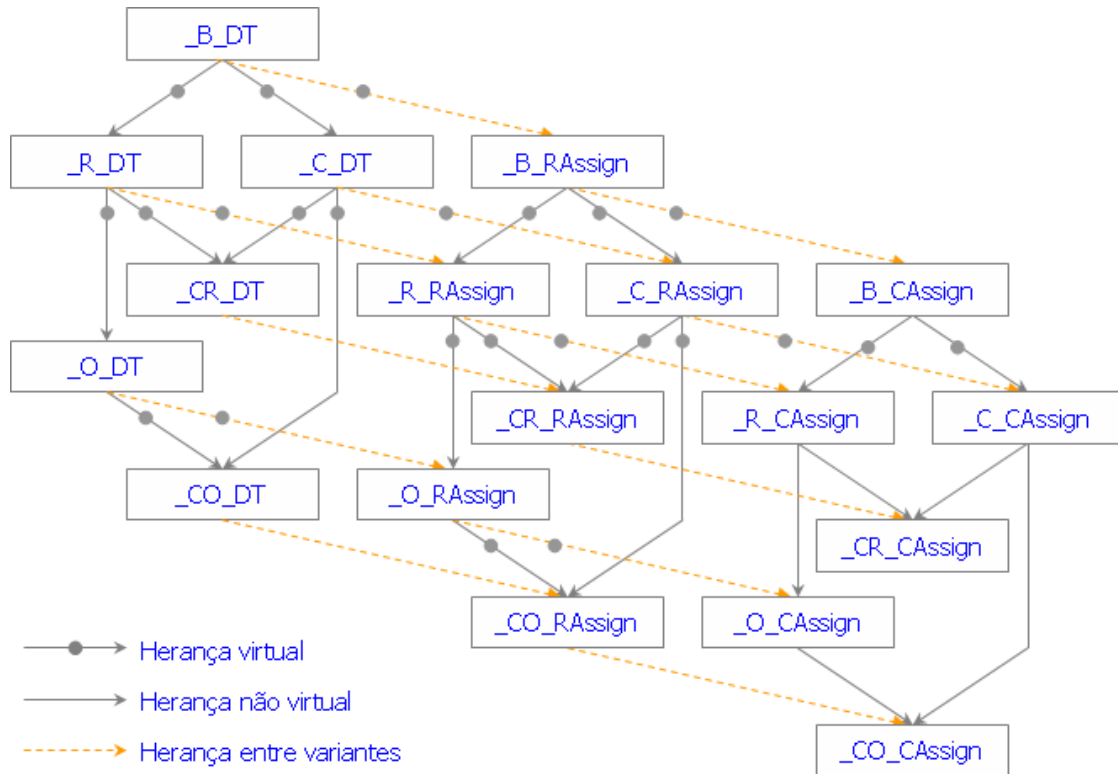 _B_DT
_R_DT
_C_DT
_B_RAssign
_CR_DT
_R_RAssign
_C_RAssign
_B_CAssign
_O_DT
_CR_RAssign
_R_CAssign
_C_CAssign
_CO_DT
_O_RAssign
_CR_CAssign
_CO_RAssign
_O_CAssign
Herança virtual
Herança não virtual
Herança entre variantes
_CO_CAssign